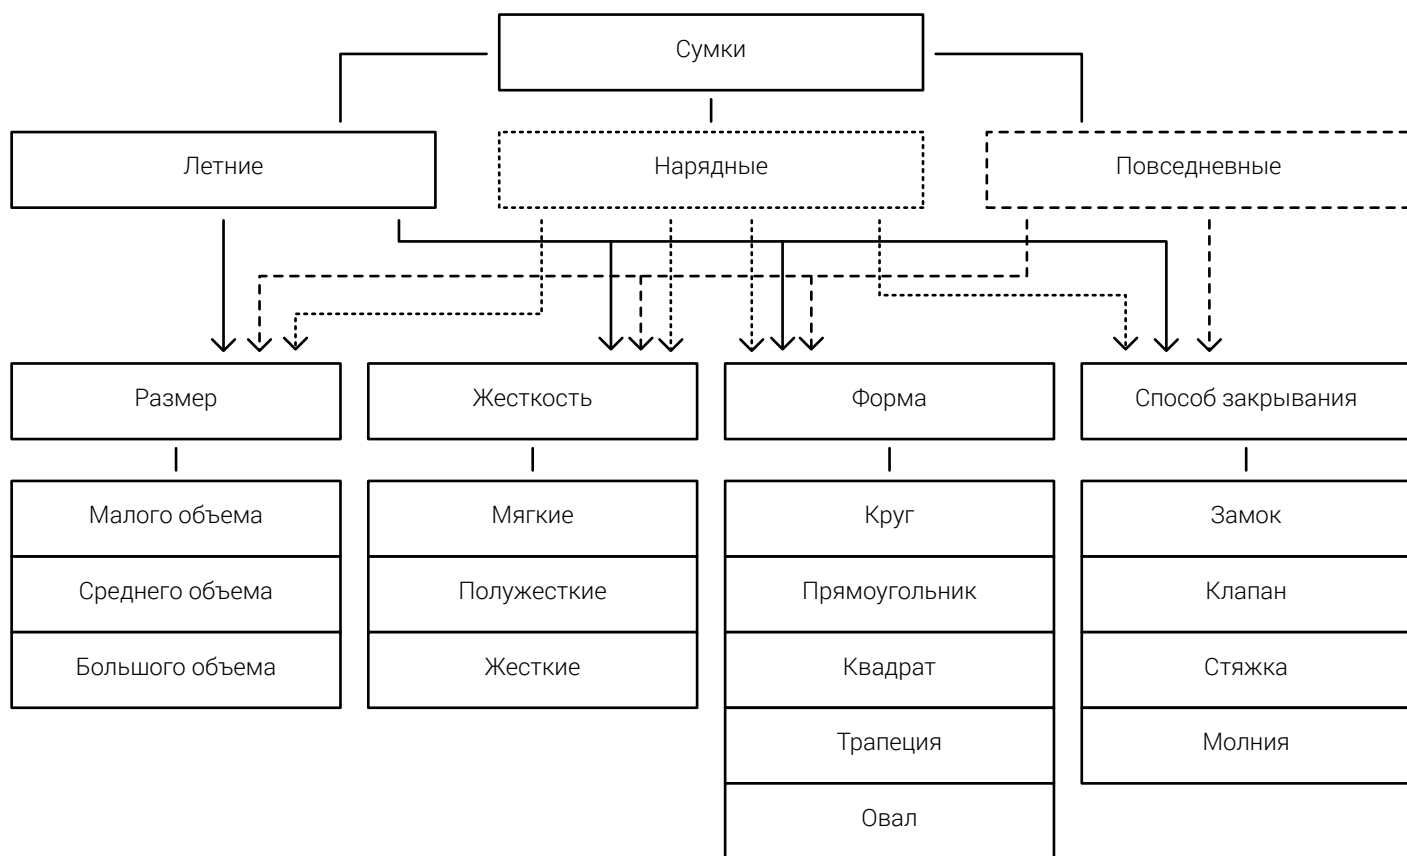 Сумки
Летние
Нарядные
Повседневные
Размер
Жесткость
Форма
Способ закрывания
Малого объема
Мягкие
Круг
Замок
Среднего объема
Полужесткие
Прямоугольник
Клапан
Большого объема
Жесткие
Квадрат
Стяжка
Трапеция
Молния
Овал